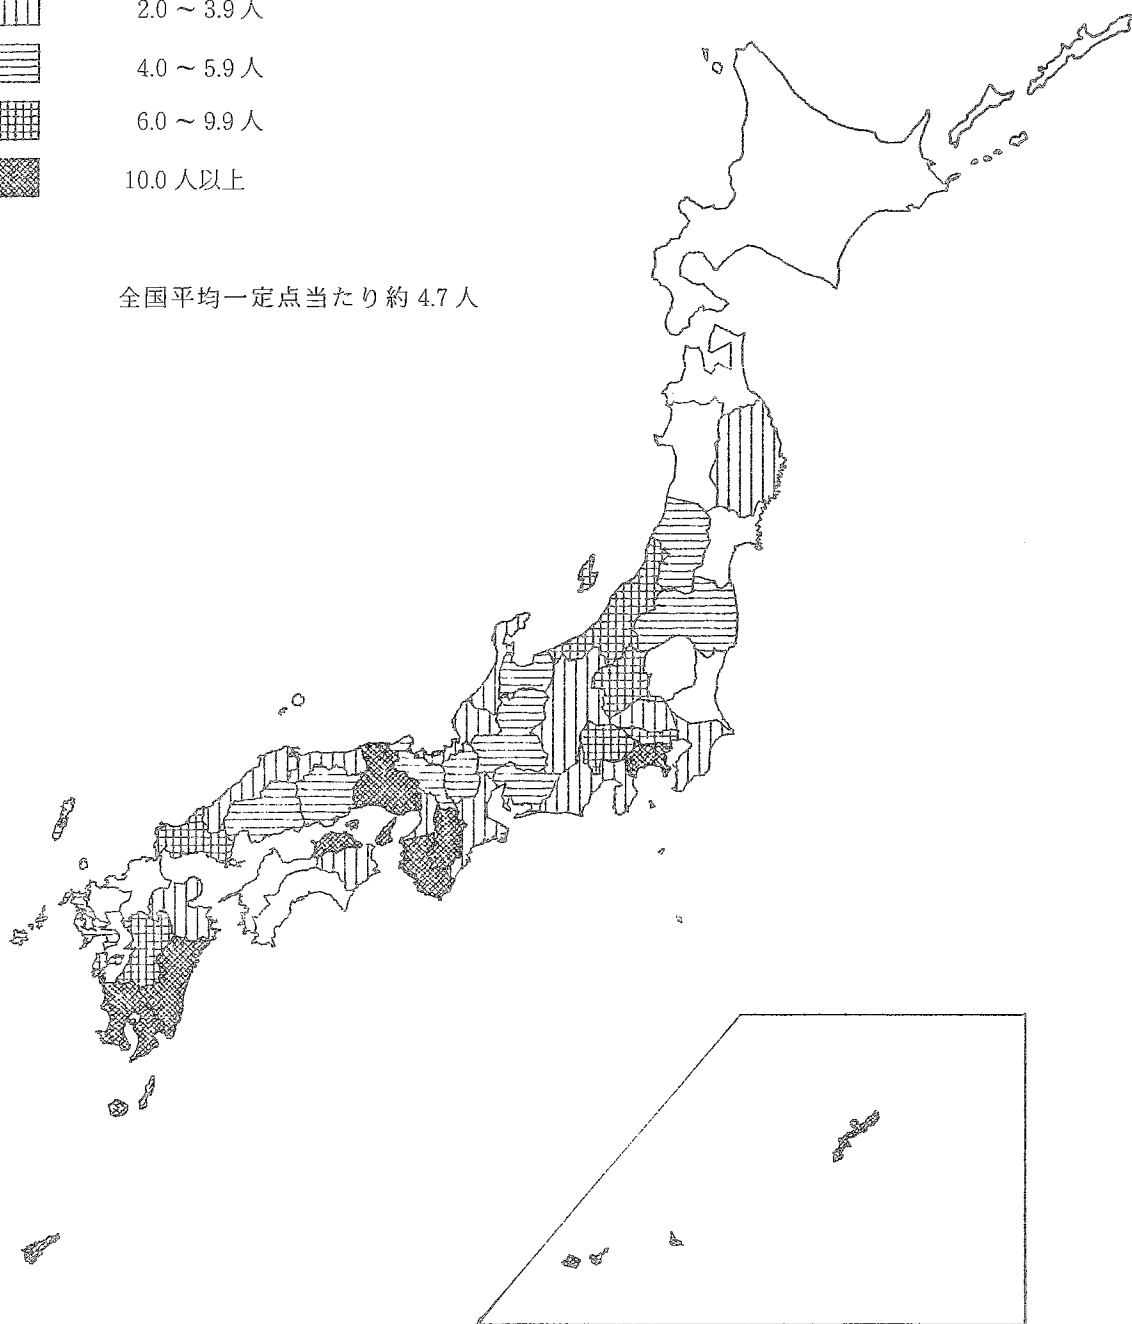 2.0 ~ 3.9 人
4.0 ~ 5.9 人
6.0 ~ 9.9 人
10.0 人以上
全国平均一定点当たり約 4.7 人